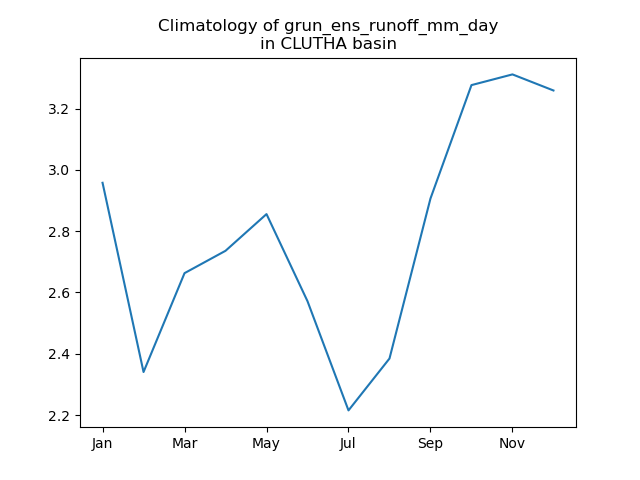 Climatology of grun_ens_runoff_mm_day
in CLUTHA basin
3.2
3.0
2.8
2.6
2.4
2.2
Jan Mar May Jul Sep Nov